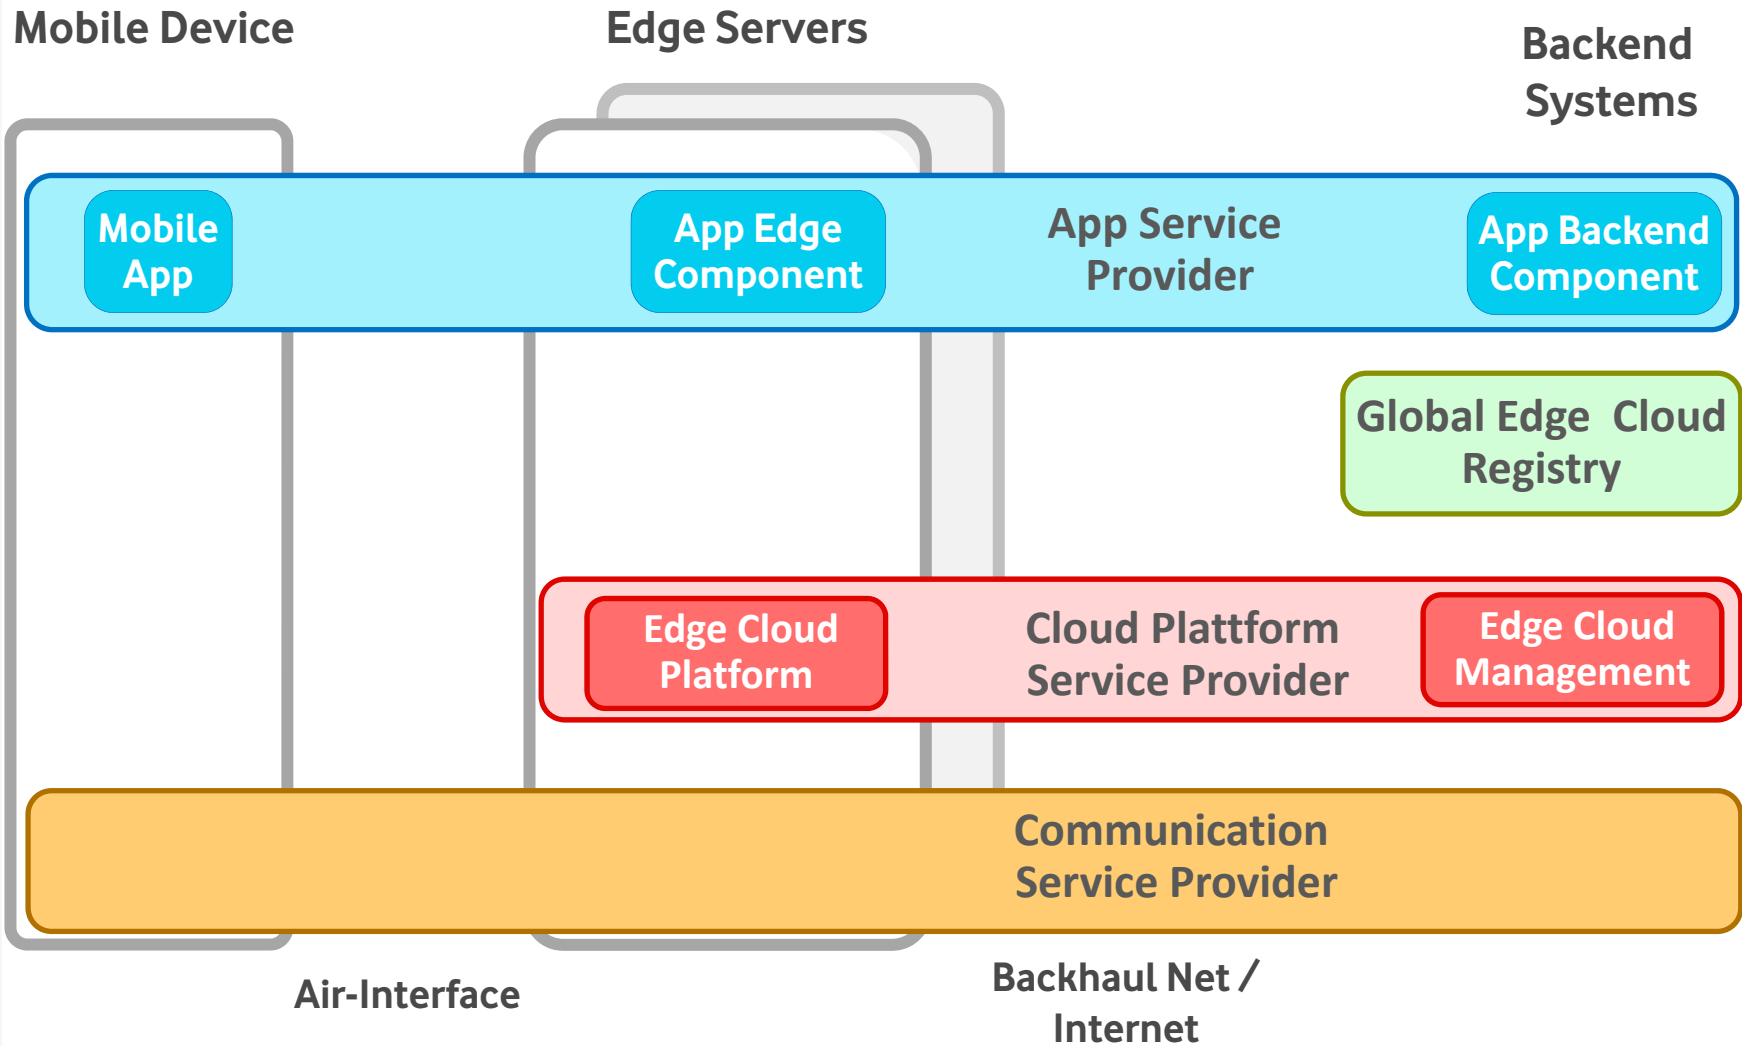 Mobile Device
Edge Servers
Backend
Systems
Mobile
App
App Edge
Component
App Service
Provider
App Backend
Component
Global Edge  Cloud
Registry
Edge Cloud
Platform
Cloud Plattform
Service Provider
Edge Cloud
Management
Communication
Service Provider
Air-Interface
Backhaul Net /
Internet